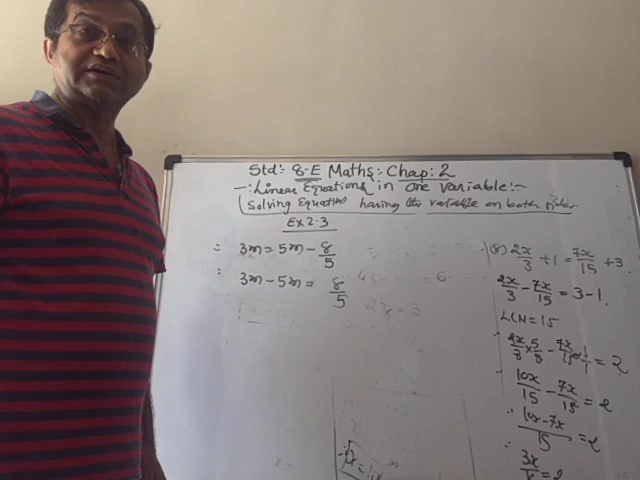 Std:- 8-E Maths:- Chap: 2
-: Linear Equations in One Variable:-
Solving Equations having the variable on both sides.
Ex 2.3
∴ 3m = 5m - 8/5
∴ 3m - 5m = 8/5
(8) 2x/3 + 1 = 7x/15 + 3
2x/3 - 7x/15 = 3 - 1.
LCM = 15
2x/3 × 5/5 - 7x/15 × 1/1 = 2
10x/15 - 7x/15 = 2
∴ 10x - 7x/15 = 2